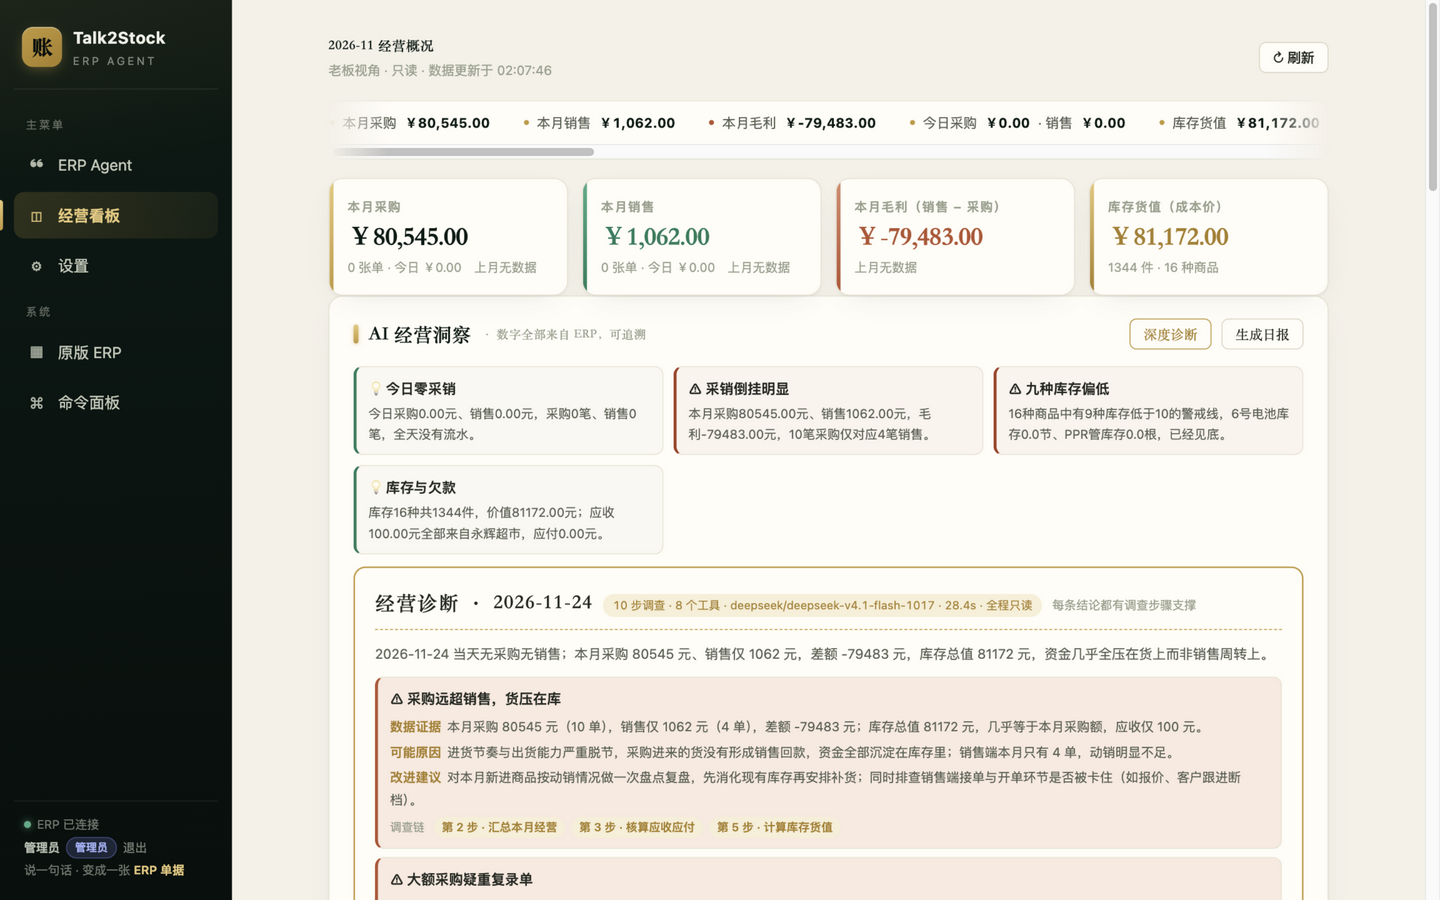 账
Talk2Stock
ERP AGENT
主菜单
ERP Agent
经营看板
设置
系统
原版 ERP
命令面板
ERP 已连接
管理员 管理员 退出
说一句话 · 变成一张 ERP 单据
2026-11 经营概况
老板视角 · 只读 · 数据更新于 02:07:46
刷新
本月采购 ¥80,545.00 本月销售 ¥1,062.00 本月毛利 ¥-79,483.00 今日采购 ¥0.00 · 销售 ¥0.00 库存货值 ¥81,172.00
本月采购
¥80,545.00
0 张单 · 今日 ¥0.00 上月无数据
本月销售
¥1,062.00
0 张单 · 今日 ¥0.00 上月无数据
本月毛利（销售 − 采购）
¥-79,483.00
上月无数据
库存货值（成本价）
¥81,172.00
1344 件 · 16 种商品
AI 经营洞察 · 数字全部来自 ERP，可追溯
深度诊断
生成日报
今日零采销
今日采购0.00元、销售0.00元，采购0笔、销售0
笔，全天没有流水。
采销倒挂明显
本月采购80545.00元、销售1062.00元，毛
利-79483.00元，10笔采购仅对应4笔销售。
九种库存偏低
16种商品中有9种库存低于10的警戒线，6号电池库
存0.0节、PPR管库存0.0根，已经见底。
库存与欠款
库存16种共1344件，价值81172.00元；应收
100.00元全部来自永辉超市，应付0.00元。
经营诊断 · 2026-11-24 10 步调查 · 8 个工具 · deepseek/deepseek-v4.1-flash-1017 · 28.4s · 全程只读 每条结论都有调查步骤支撑
2026-11-24 当天无采购无销售；本月采购 80545 元、销售仅 1062 元，差额 -79483 元，库存总值 81172 元，资金几乎全压在货上而非销售周转上。
采购远超销售，货压在库
数据证据 本月采购 80545 元（10 单），销售仅 1062 元（4 单），差额 -79483 元；库存总值 81172 元，几乎等于本月采购额，应收仅 100 元。
可能原因 进货节奏与出货能力严重脱节，采购进来的货没有形成销售回款，资金全部沉淀在库存里；销售端本月只有 4 单，动销明显不足。
改进建议 对本月新进商品按动销情况做一次盘点复盘，先消化现有库存再安排补货；同时排查销售端接单与开单环节是否被卡住（如报价、客户跟进断
档）。
调查链 第 2 步 · 汇总本月经营 第 3 步 · 核算应收应付 第 5 步 · 计算库存货值
大额采购疑重复录单